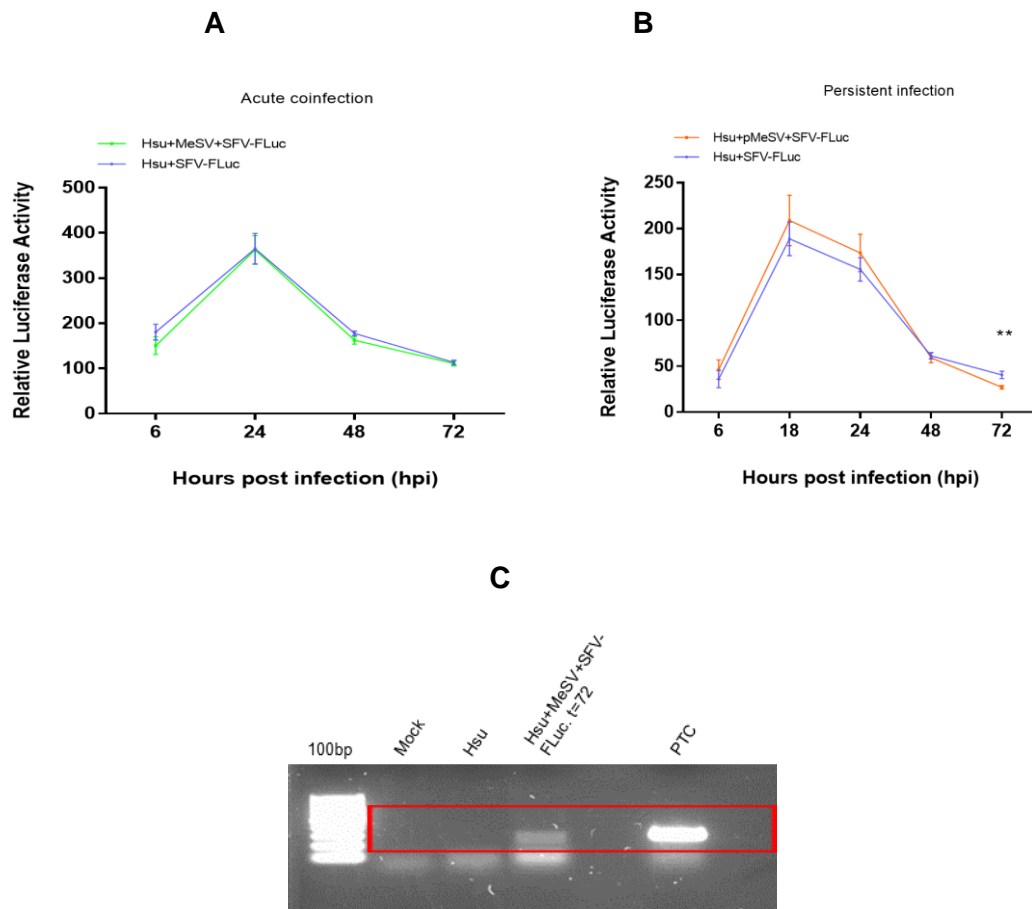 A
B
Acute coinfection
Hsu+MeSV+SFV-FLuc
Hsu+SFV-FLuc
Relative Luciferase Activity
500
400
300
200
100
0
6 24 48 72
Hours post infection (hpi)
Persistent infection
Hsu+pMeSV+SFV-FLuc
Hsu+SFV-FLuc
Relative Luciferase Activity
250
200
150
100
50
0
**
6 18 24 48 72
Hours post infection (hpi)
C
100bp
Mock
Hsu
Hsu+MeSV+SFV-
FLuc. t=72
PTC